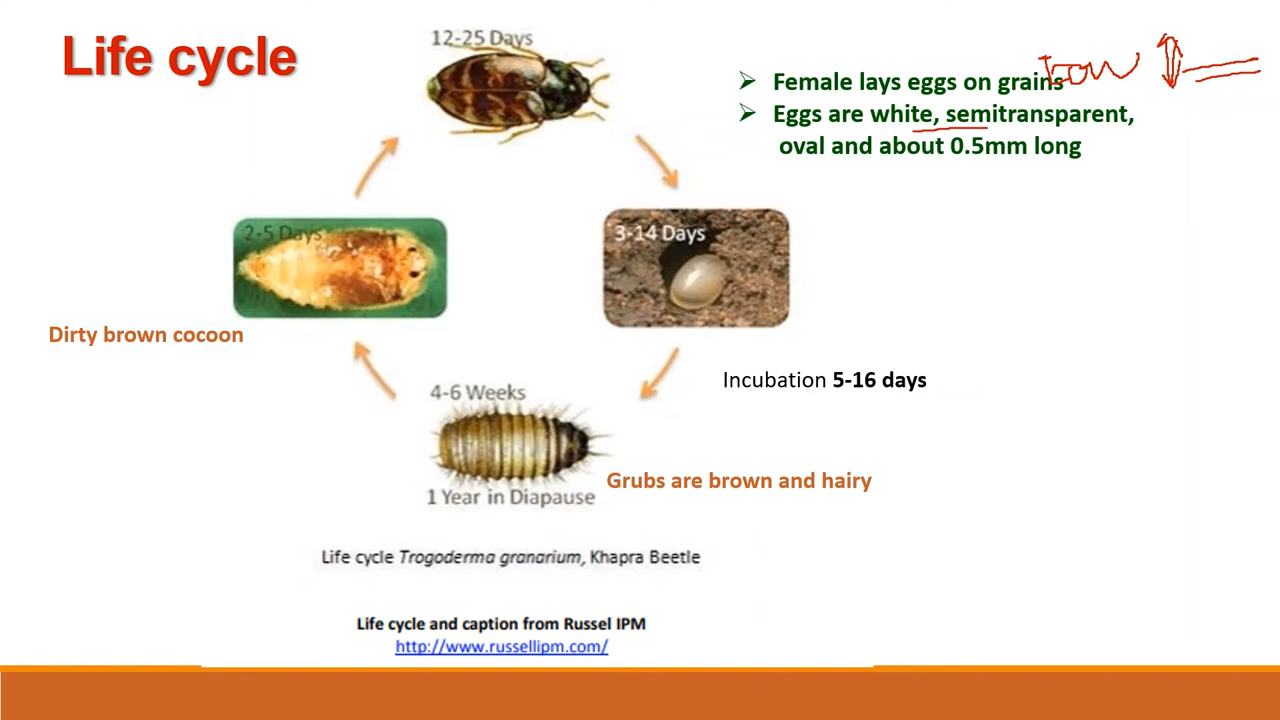 Life cycle
12-25 Days
Low
Female lays eggs on grains
Eggs are white, semitransparent,
oval and about 0.5mm long
2-5 Days
3-14 Days
Dirty brown cocoon
Incubation 5-16 days
4-6 Weeks
Grubs are brown and hairy
1 Year in Diapause
Life cycle Trogoderma granarium, Khapra Beetle
Life cycle and caption from Russel IPM
http://www.russellipm.com/